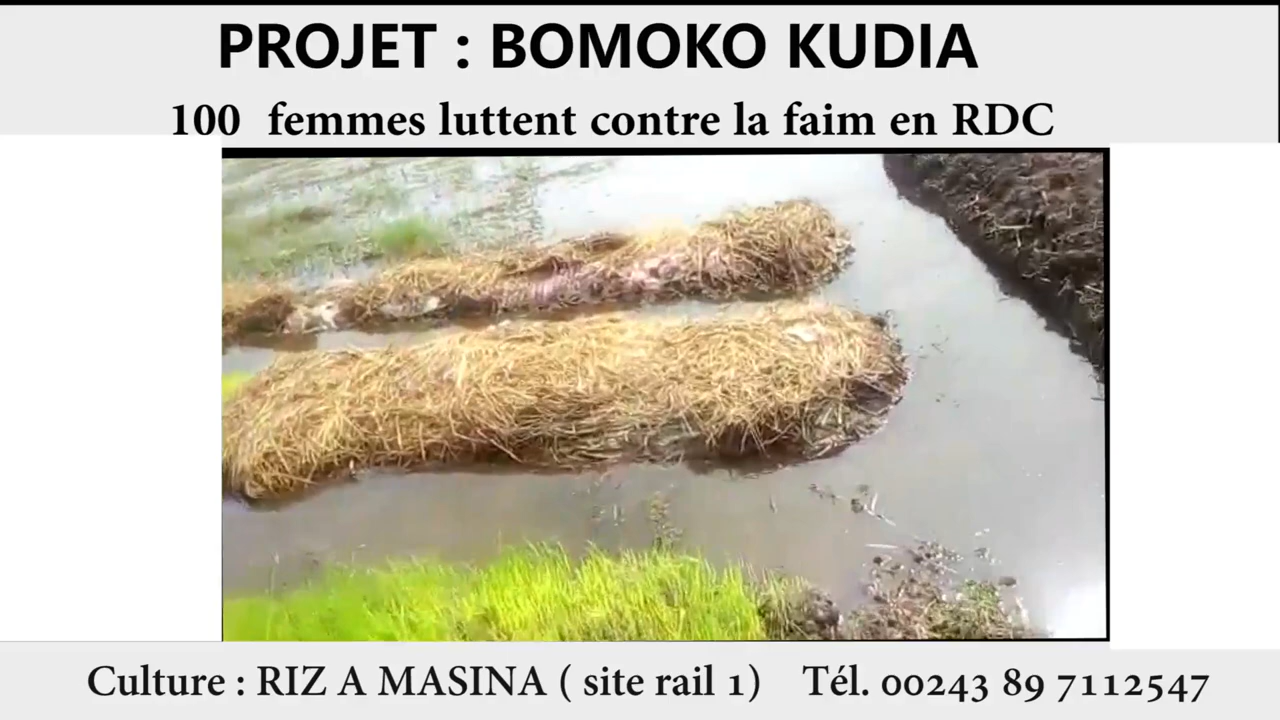 PROJET : BOMOKO KUDIA
100 femmes luttent contre la faim en RDC
Culture : RIZ A MASINA ( site rail 1) Tél. 00243 89 7112547